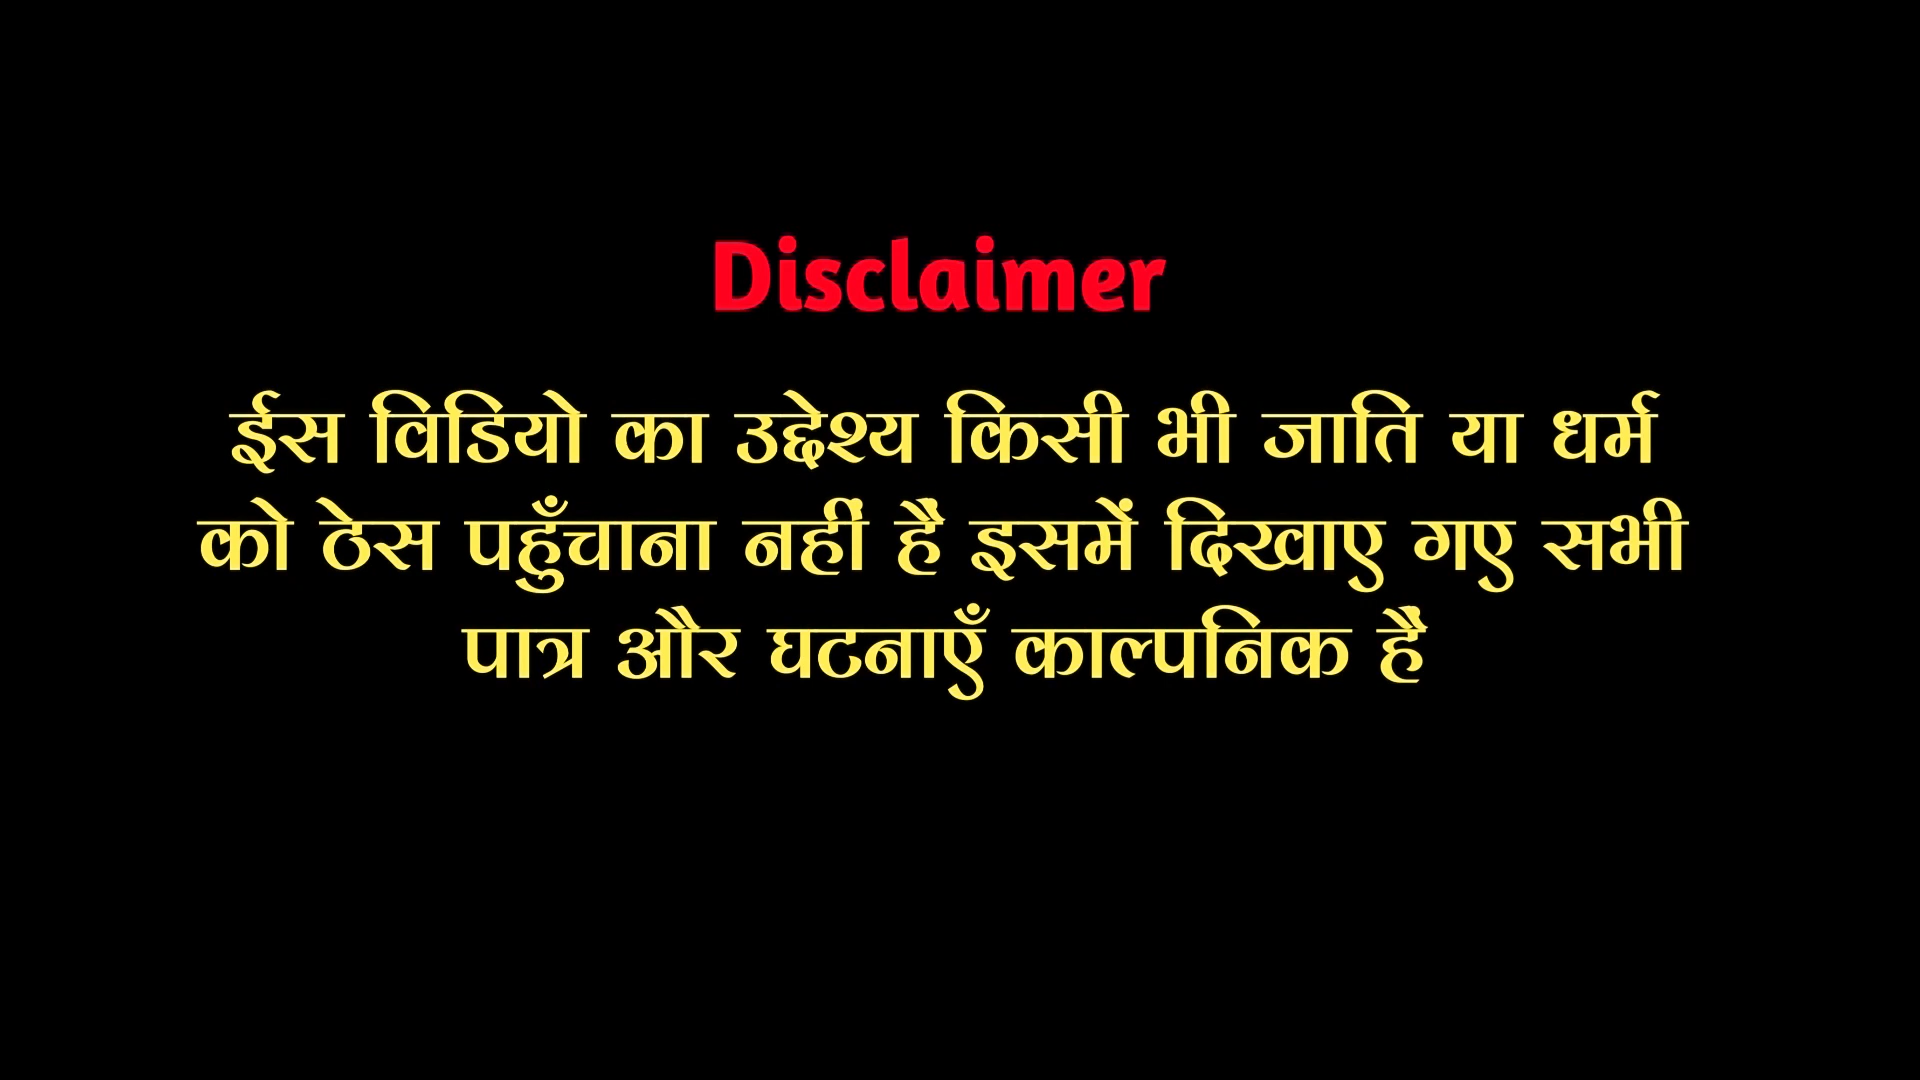 Disclaimer
ईस विडियो का उद्देश्य किसी भी जाति या धर्म
को ठेस पहुँचाना नहीं हैं इसमें दिखाए गए सभी
पात्र और घटनाएँ काल्पनिक हैं